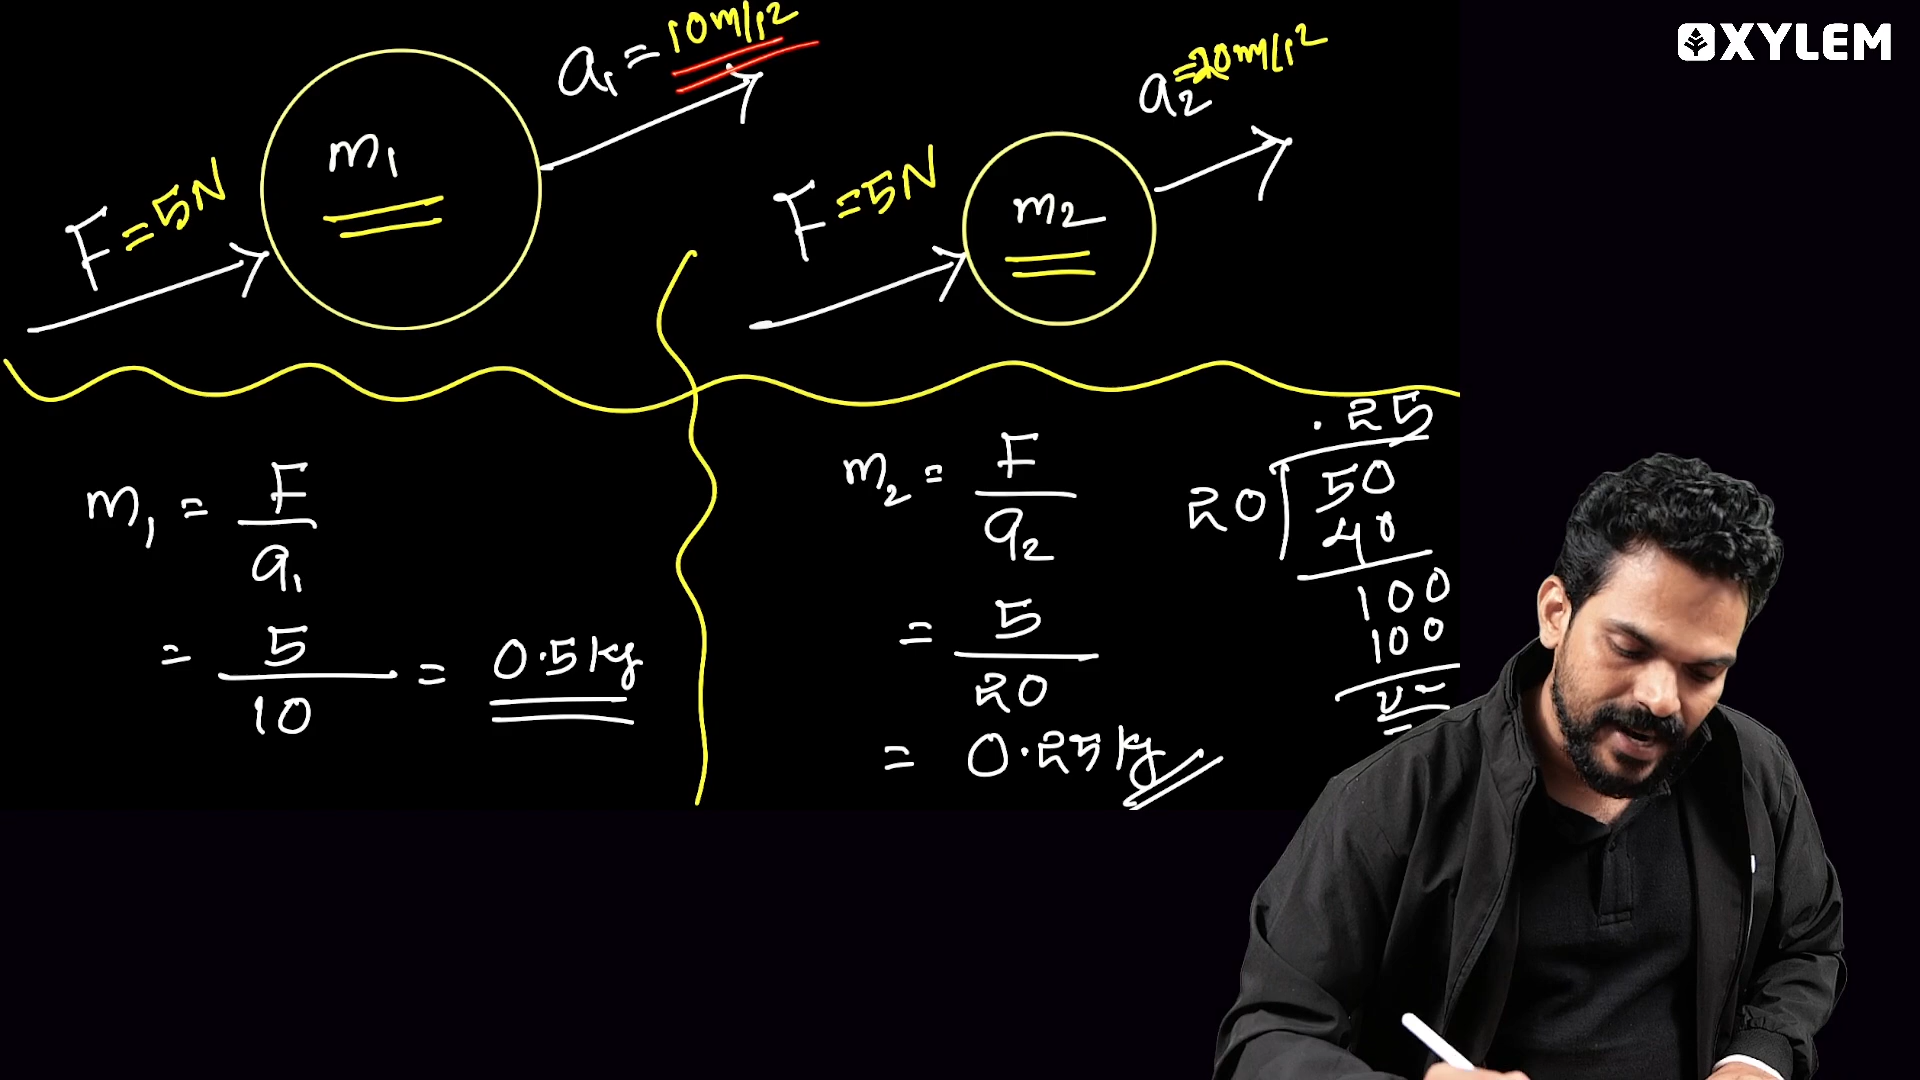 XYLEM
a₁ = 10m/s²
a₂ = 20m/s²
m₁
F = 5N
F = 5N
m₂
m₁ = F/a₁
= 5/10 = 0.5kg
m₂ = F/a₂
= 5/20
= 0.25kg
.25
20 50
40
100
100